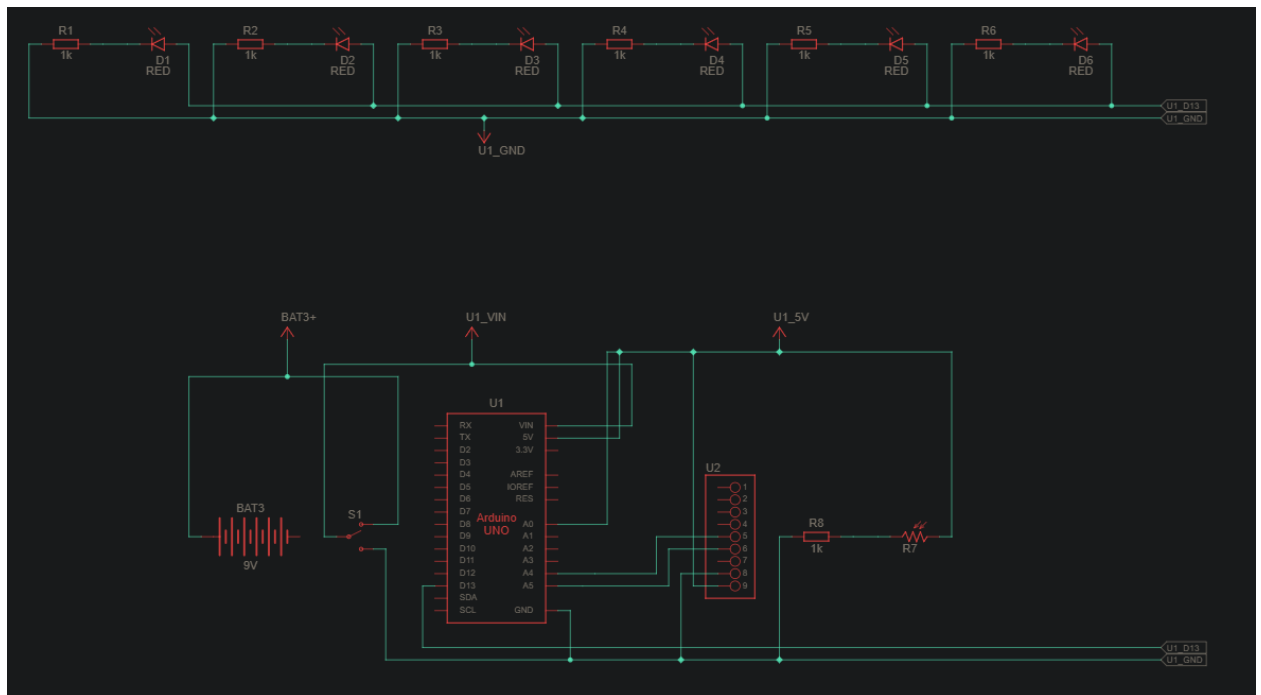 R1
1k
D1
RED
R2
1k
D2
RED
R3
1k
D3
RED
R4
1k
D4
RED
R5
1k
D5
RED
R6
1k
D6
RED
U1_D13
U1_GND
U1_GND
BAT3+
U1_VIN
U1_5V
BAT3
9V
S1
U1
RX
TX
D2
D3
D4
D5
D6
D7
D8
D9
D10
D11
D12
D13
SDA
SCL
Arduino
UNO
VIN
5V
3.3V
AREF
IOREF
RES
A0
A1
A2
A3
A4
A5
GND
U2
1
2
3
4
5
6
7
8
9
R8
1k
R7
U1_D13
U1_GND